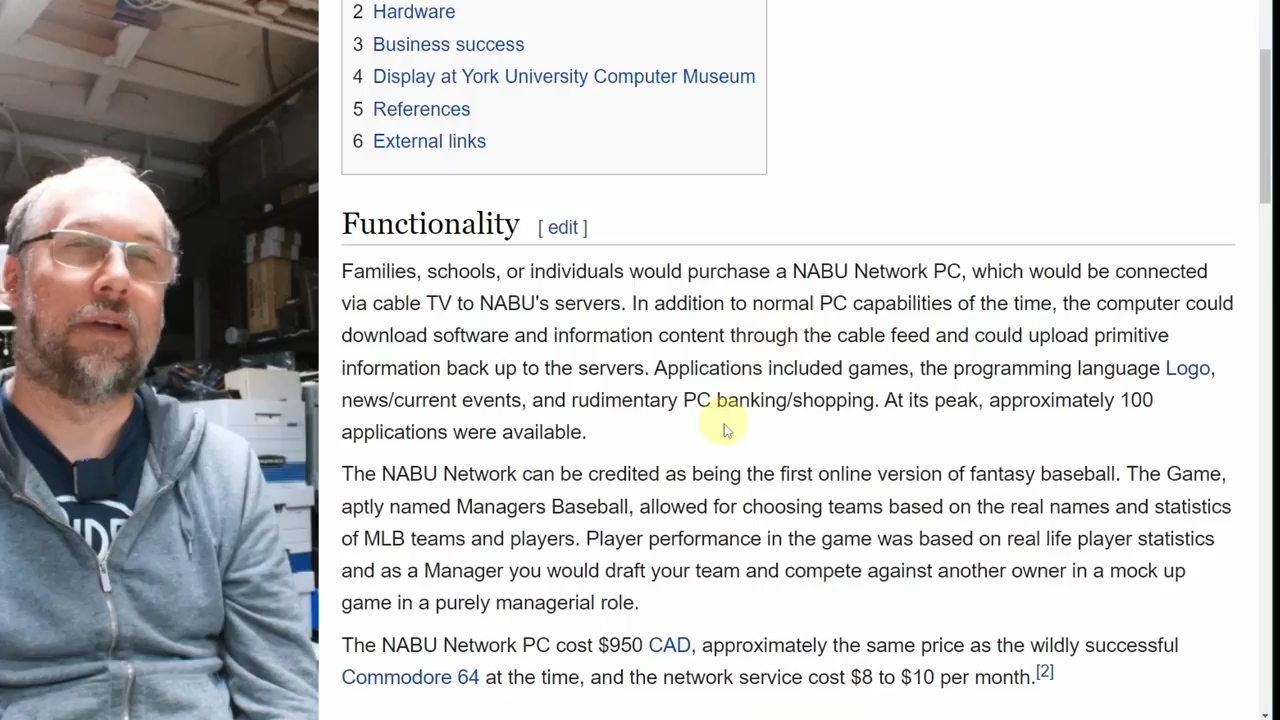 2 Hardware
3 Business success
4 Display at York University Computer Museum
5 References
6 External links
Functionality [ edit ]
Families, schools, or individuals would purchase a NABU Network PC, which would be connected
via cable TV to NABU's servers. In addition to normal PC capabilities of the time, the computer could
download software and information content through the cable feed and could upload primitive
information back up to the servers. Applications included games, the programming language Logo,
news/current events, and rudimentary PC banking/shopping. At its peak, approximately 100
applications were available.
The NABU Network can be credited as being the first online version of fantasy baseball. The Game,
aptly named Managers Baseball, allowed for choosing teams based on the real names and statistics
of MLB teams and players. Player performance in the game was based on real life player statistics
and as a Manager you would draft your team and compete against another owner in a mock up
game in a purely managerial role.
The NABU Network PC cost $950 CAD, approximately the same price as the wildly successful
Commodore 64 at the time, and the network service cost $8 to $10 per month.[2]